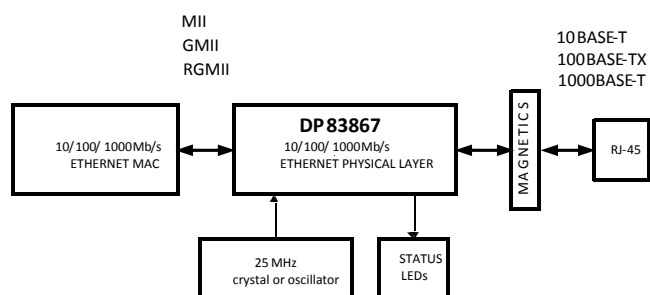 MII
GMII
RGMII
10BASE-T
100BASE-TX
1000BASE-T
10/100/ 1000Mb/s
ETHERNET MAC
DP83867
10/100/ 1000Mb/s
ETHERNET PHYSICAL LAYER
MAGNETICS
RJ-45
25 MHz
crystal or oscillator
STATUS
LEDs